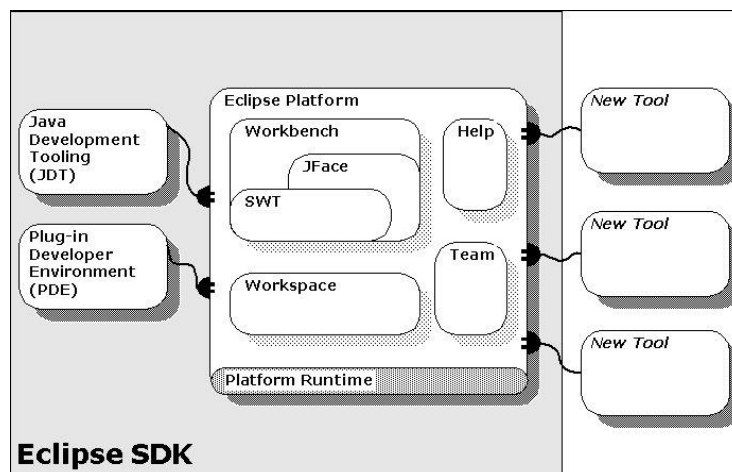 Java
Development
Tooling
(JDT)
Plug-in
Developer
Environment
(PDE)
Eclipse Platform
Workbench
JFace
SWT
Workspace
Help
Team
Platform Runtime
New Tool
New Tool
New Tool
Eclipse SDK